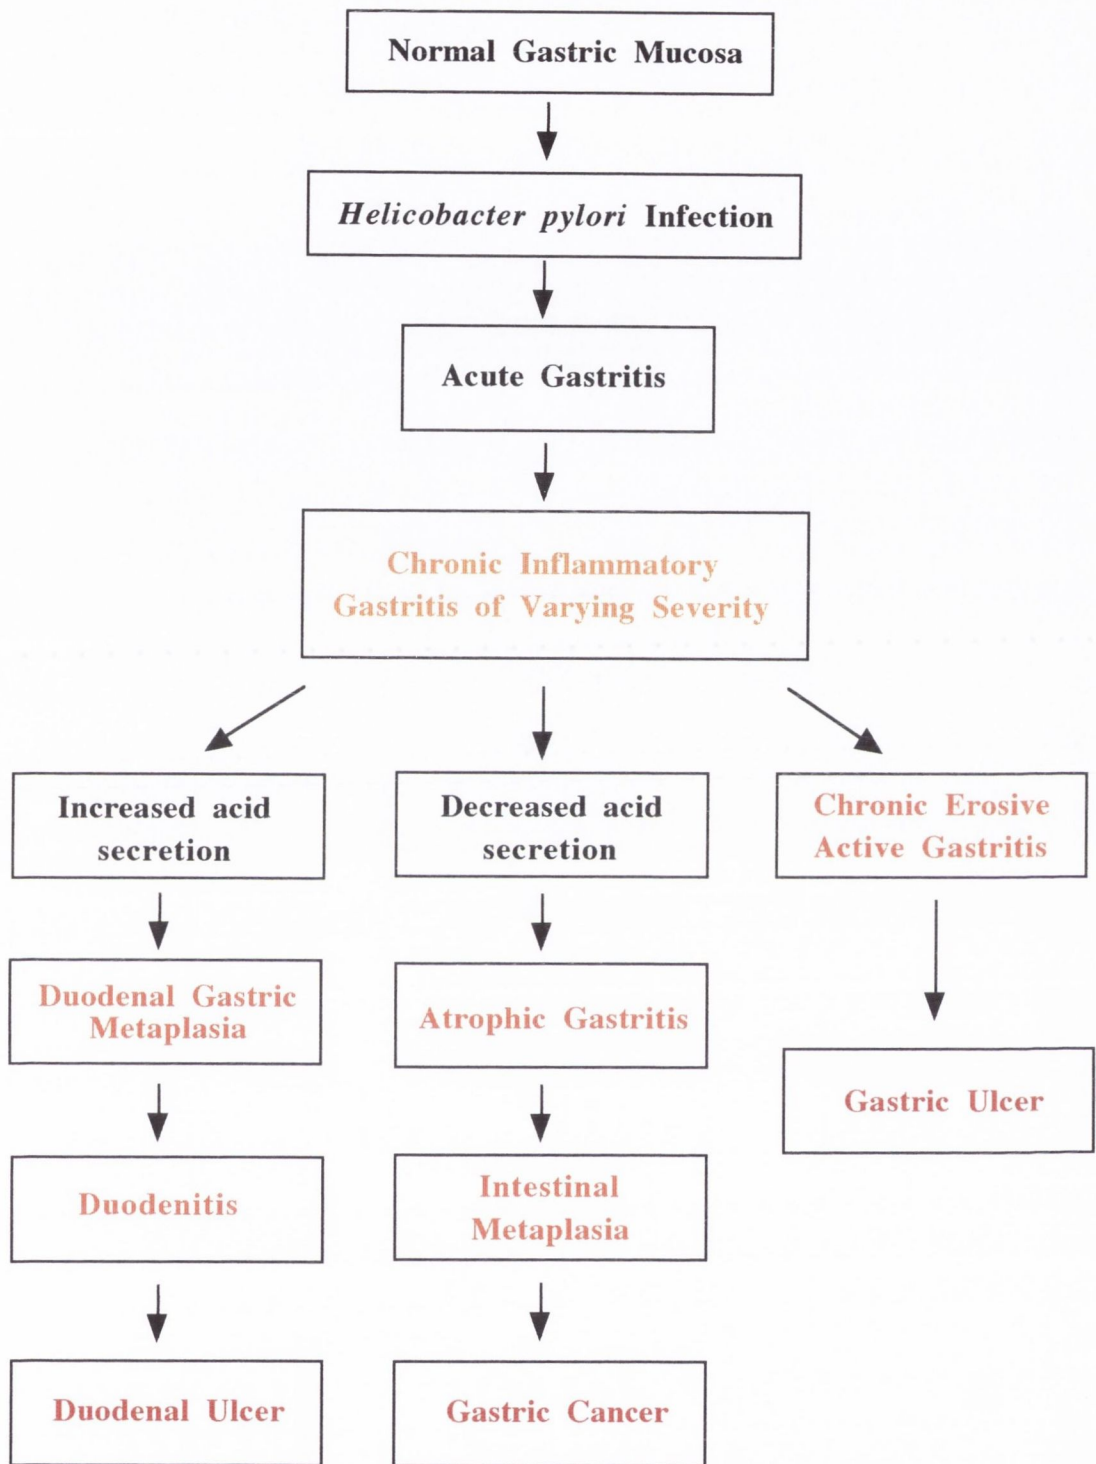 Normal Gastric Mucosa
Helicobacter pylori Infection
Acute Gastritis
Chronic Inflammatory
Gastritis of Varying Severity
Increased acid
secretion
Decreased acid
secretion
Chronic Erosive
Active Gastritis
Duodenal Gastric
Metaplasia
Atrophic Gastritis
Gastric Ulcer
Duodenitis
Intestinal
Metaplasia
Duodenal Ulcer
Gastric Cancer